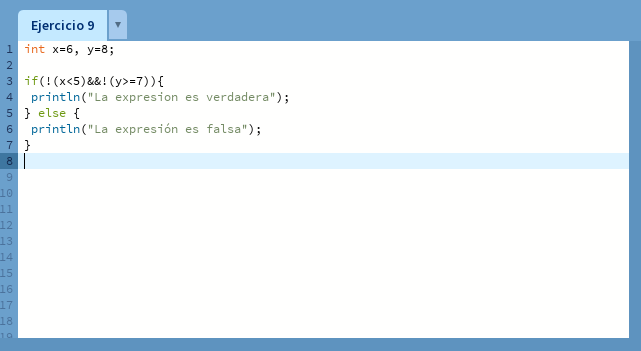 Ejercicio 9 ▼
1 int x=6, y=8;
2
3 if(!(x<5)&&!(y>=7)){
4 println("La expresion es verdadera");
5 } else {
6 println("La expresión es falsa");
7 }
8
9
10
11
12
13
14
15
16
17
18
19